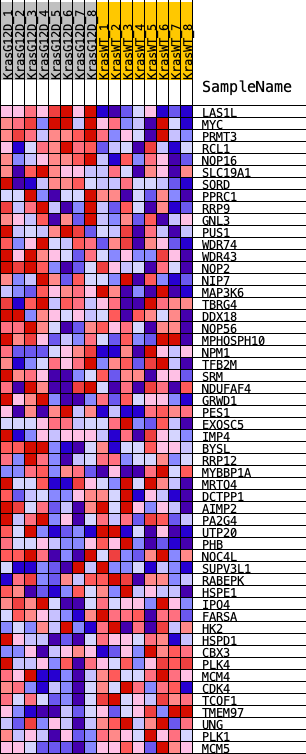 KrasG12D_1
KrasG12D_2
KrasG12D_3
KrasG12D_4
KrasG12D_5
KrasG12D_6
KrasG12D_7
KrasG12D_8
KrasWT_1
KrasWT_2
KrasWT_3
KrasWT_4
KrasWT_5
KrasWT_6
KrasWT_7
KrasWT_8
SampleName
LAS1L
MYC
PRMT3
RCL1
NOP16
SLC19A1
SORD
PPRC1
RRP9
GNL3
PUS1
WDR74
WDR43
NOP2
NIP7
MAP3K6
TBRG4
DDX18
NOP56
MPHOSPH10
NPM1
TFB2M
SRM
NDUFAF4
GRWD1
PES1
EXOSC5
IMP4
BYSL
RRP12
MYBBP1A
MRTO4
DCTPP1
AIMP2
PA2G4
UTP20
PHB
NOC4L
SUPV3L1
RABEPK
HSPE1
IPO4
FARSA
HK2
HSPD1
CBX3
PLK4
MCM4
CDK4
TCOF1
TMEM97
UNG
PLK1
MCM5